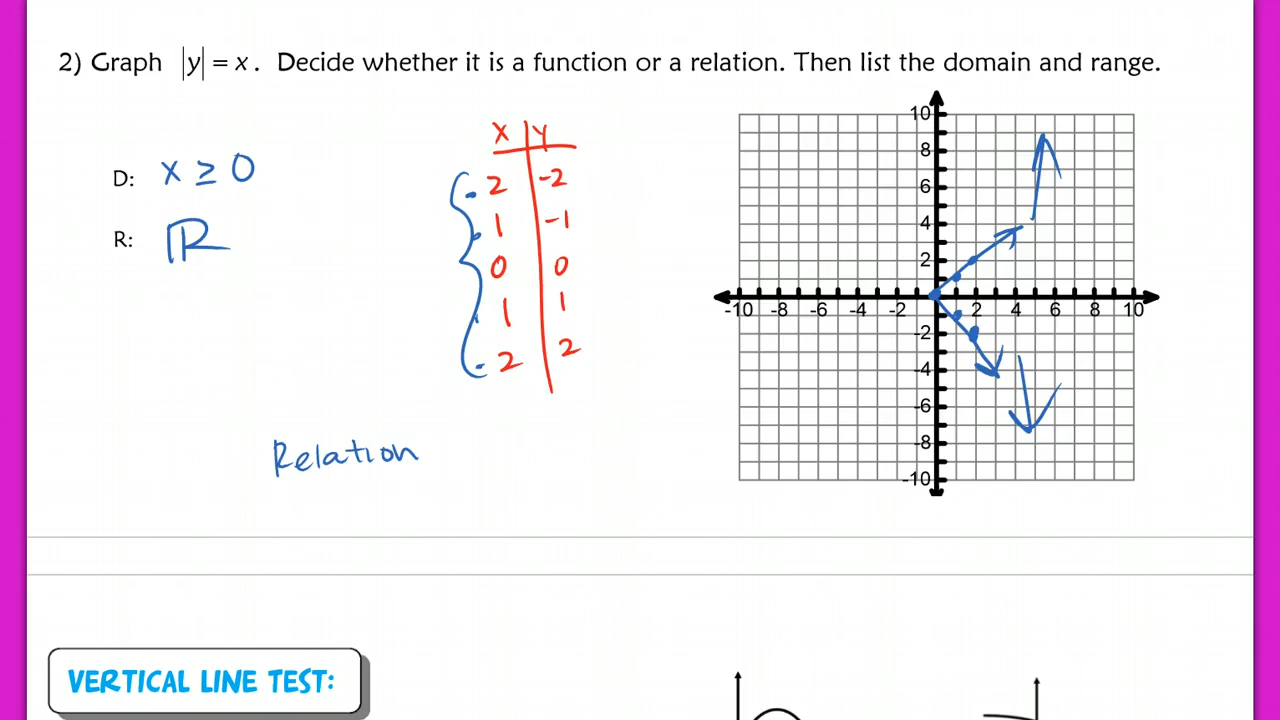 2) Graph |y| = x. Decide whether it is a function or a relation. Then list the domain and range.
D: x ≥ 0
R: ℝ
X Y
2 -2
1 -1
0 0
1 1
2 2
Relation
10
8
6
4
2
-10 -8 -6 -4 -2 2 4 6 8 10
-2
-4
-6
-8
-10
VERTICAL LINE TEST: